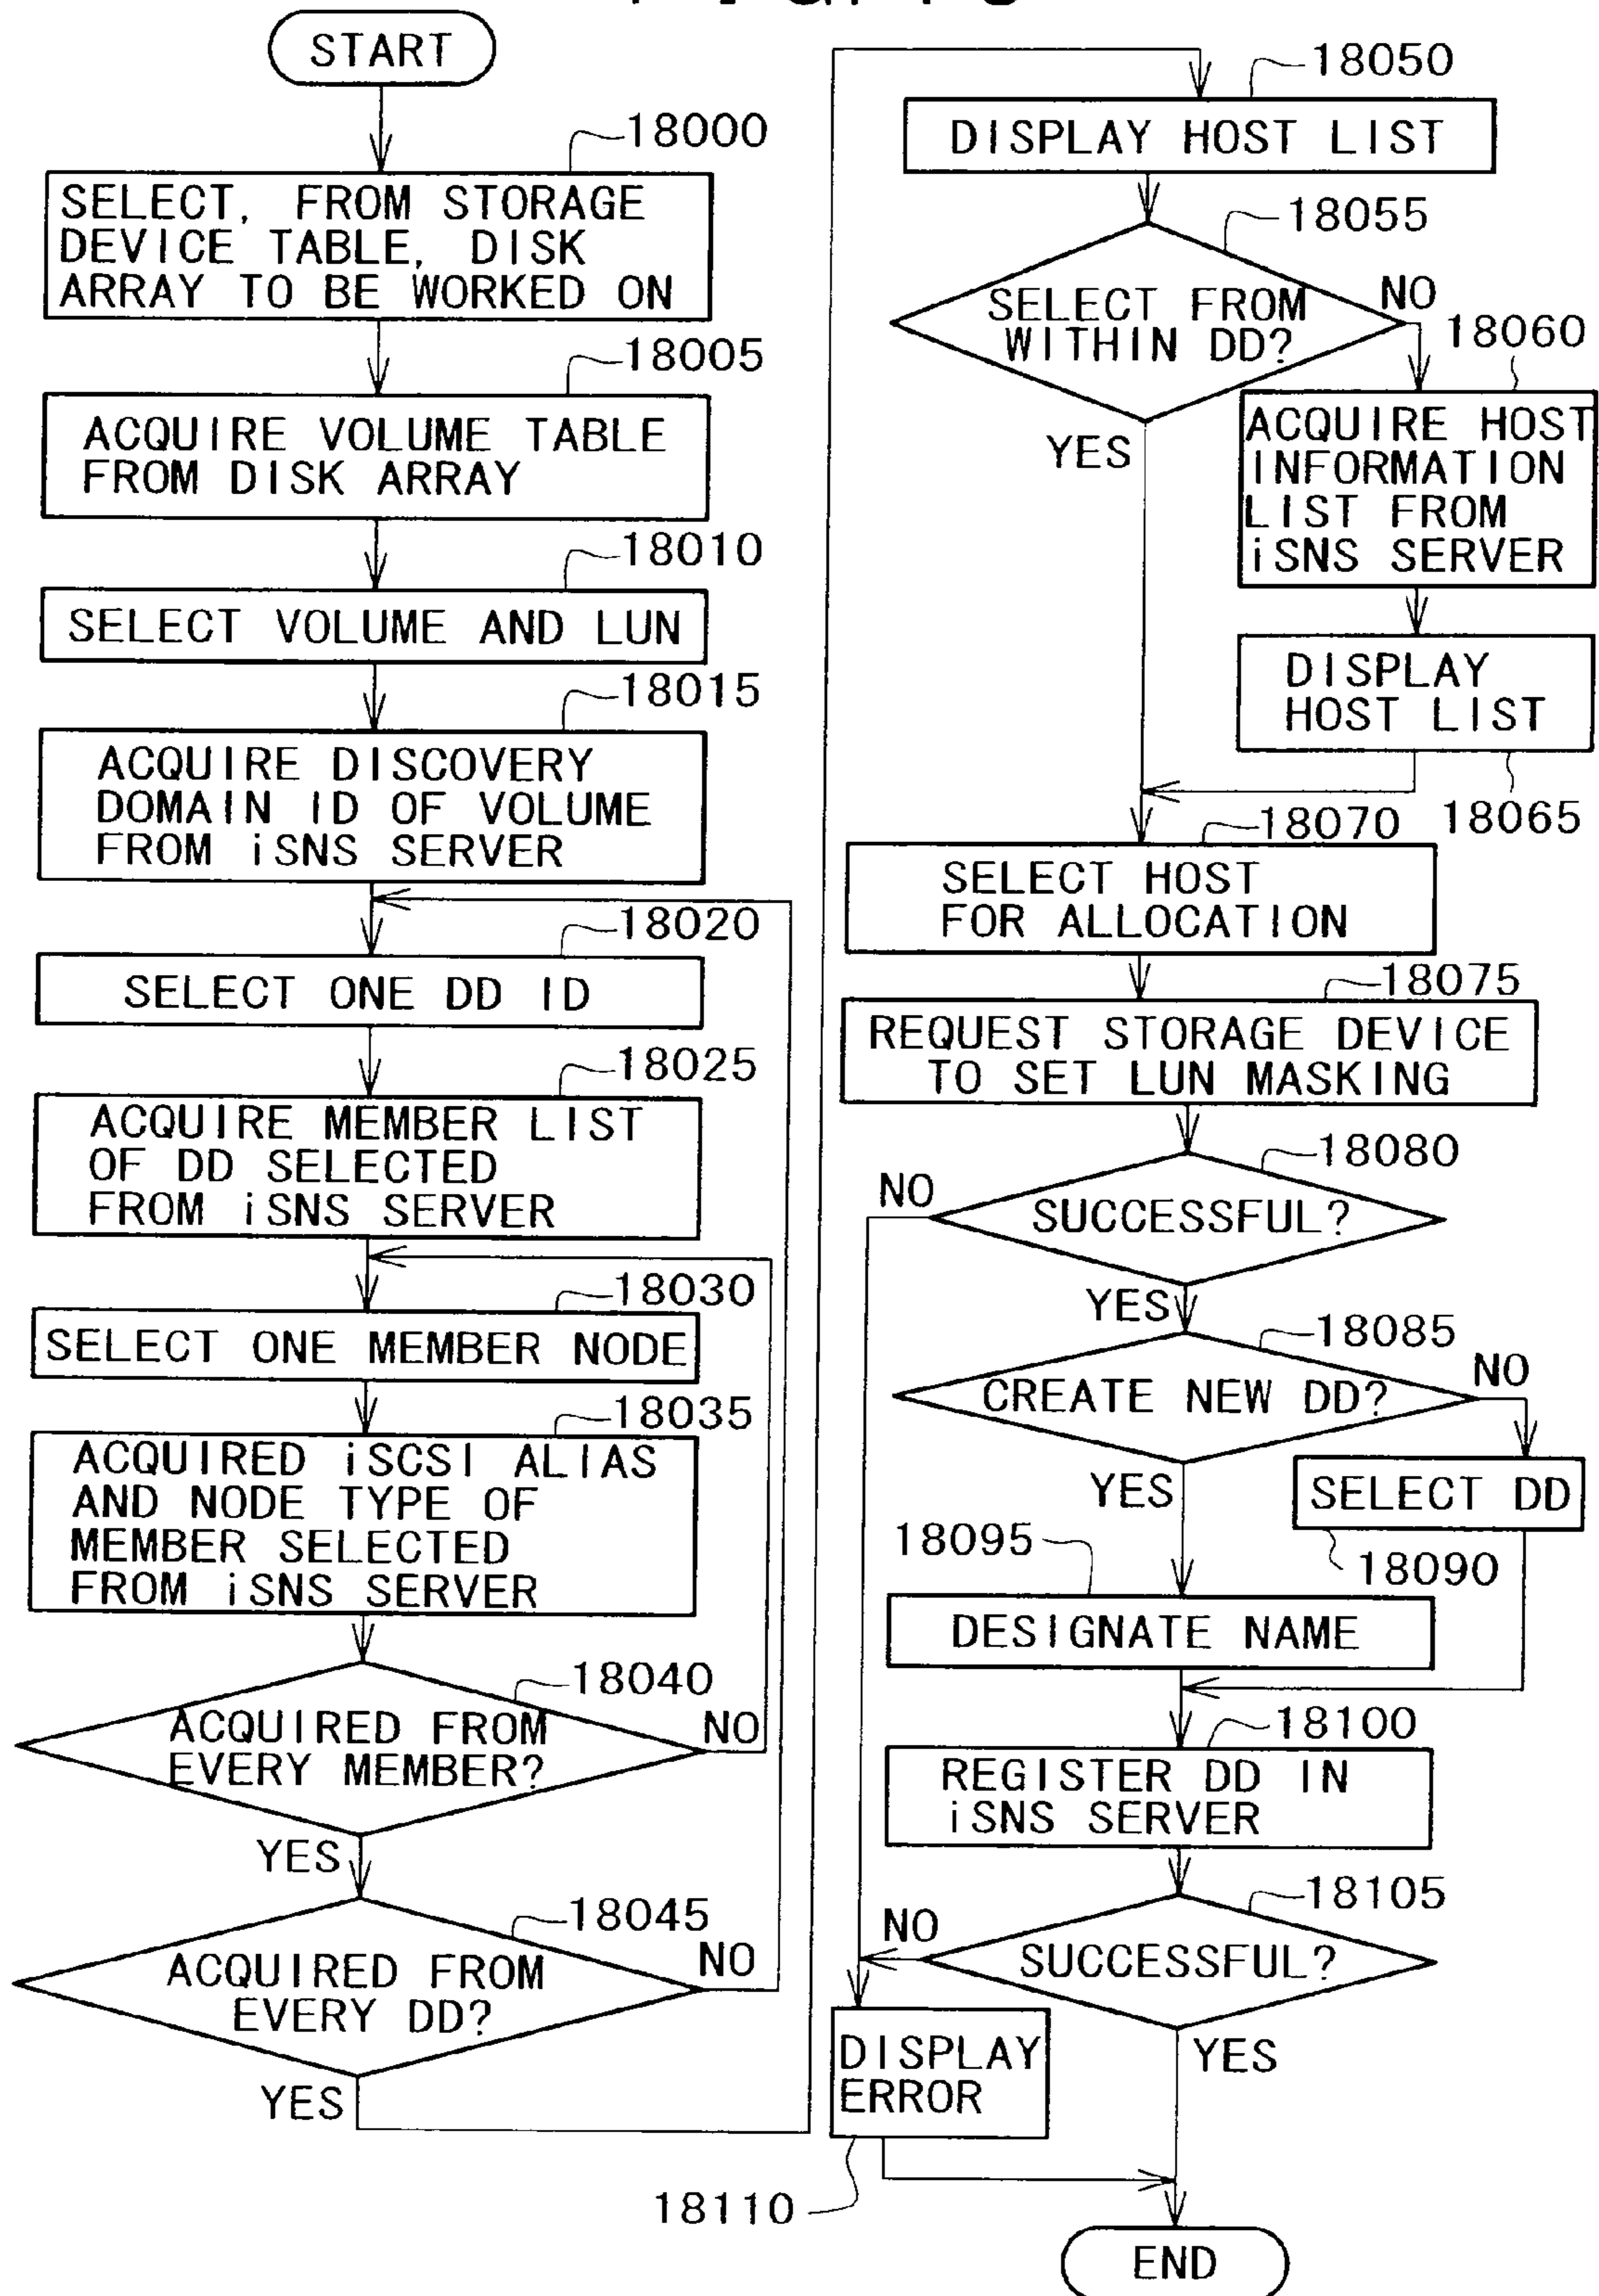 START
18000
SELECT, FROM STORAGE
DEVICE TABLE, DISK
ARRAY TO BE WORKED ON
18005
ACQUIRE VOLUME TABLE
FROM DISK ARRAY
18010
SELECT VOLUME AND LUN
18015
ACQUIRE DISCOVERY
DOMAIN ID OF VOLUME
FROM iSNS SERVER
18020
SELECT ONE DD ID
18025
ACQUIRE MEMBER LIST
OF DD SELECTED
FROM iSNS SERVER
18030
SELECT ONE MEMBER NODE
18035
ACQUIRED iSCSI ALIAS
AND NODE TYPE OF
MEMBER SELECTED
FROM iSNS SERVER
18040
ACQUIRED FROM
EVERY MEMBER?
NO
YES
18045
ACQUIRED FROM
EVERY DD?
NO
YES
18050
DISPLAY HOST LIST
18055
SELECT FROM
WITHIN DD?
NO
YES
18060
ACQUIRE HOST
INFORMATION
LIST FROM
iSNS SERVER
DISPLAY
HOST LIST
18065
18070
SELECT HOST
FOR ALLOCATION
18075
REQUEST STORAGE DEVICE
TO SET LUN MASKING
18080
NO
SUCCESSFUL?
YES
18085
CREATE NEW DD?
NO
YES
SELECT DD
18090
18095
DESIGNATE NAME
18100
REGISTER DD IN
iSNS SERVER
18105
NO
SUCCESSFUL?
YES
DISPLAY
ERROR
18110
END